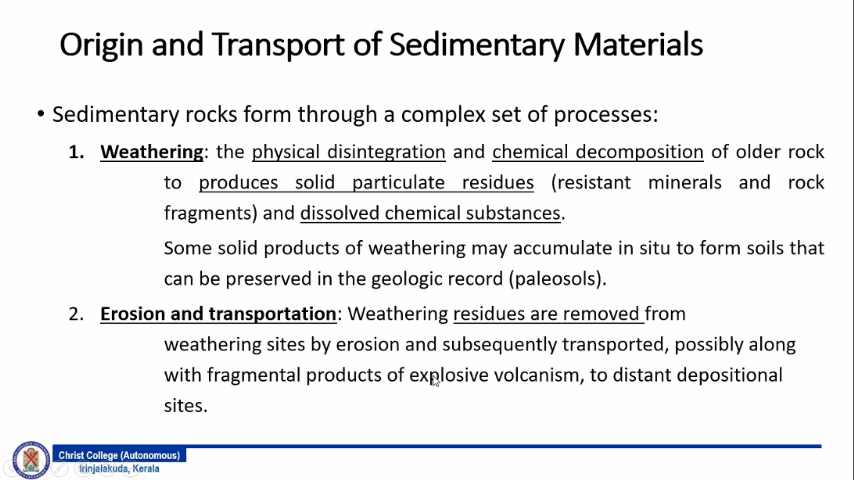 Origin and Transport of Sedimentary Materials
• Sedimentary rocks form through a complex set of processes:
1. Weathering: the physical disintegration and chemical decomposition of older rock
to produces solid particulate residues (resistant minerals and rock
fragments) and dissolved chemical substances.
Some solid products of weathering may accumulate in situ to form soils that
can be preserved in the geologic record (paleosols).
2. Erosion and transportation: Weathering residues are removed from
weathering sites by erosion and subsequently transported, possibly along
with fragmental products of explosive volcanism, to distant depositional
sites.
Christ College (Autonomous)
Irinjalakuda, Kerala